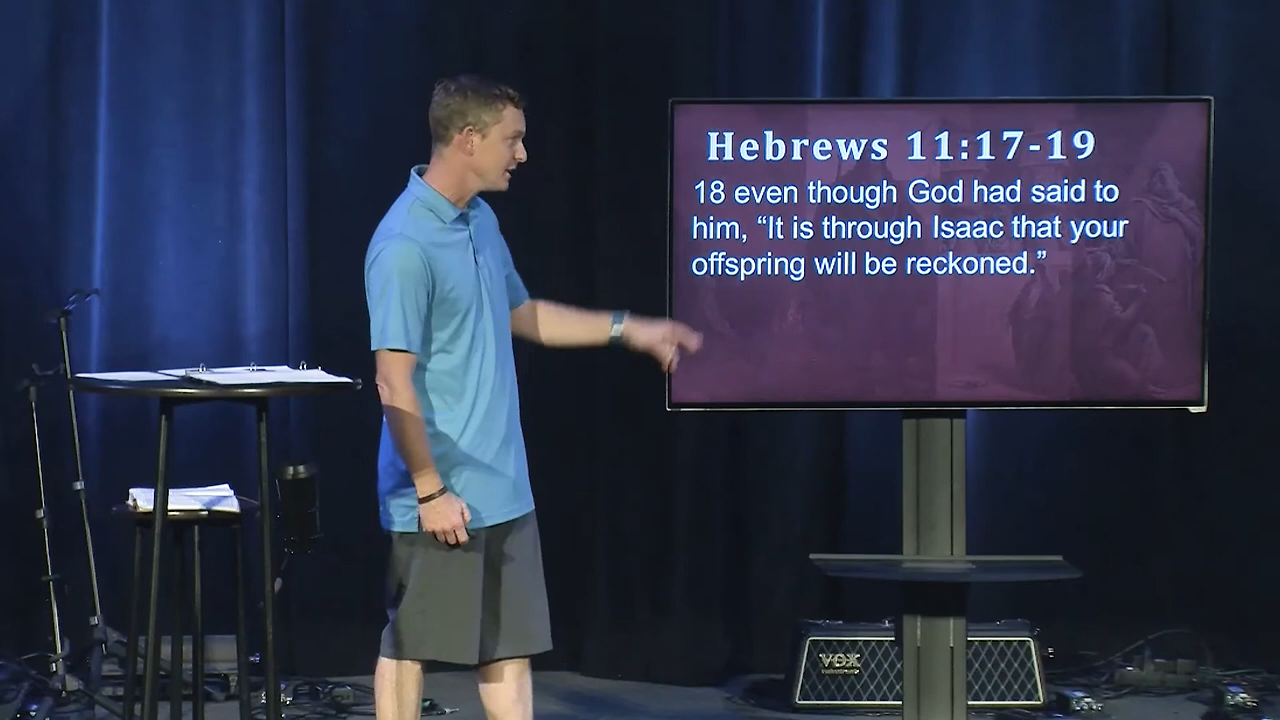 Hebrews 11:17-19
18 even though God had said to
him, “It is through Isaac that your
offspring will be reckoned.”
VOX